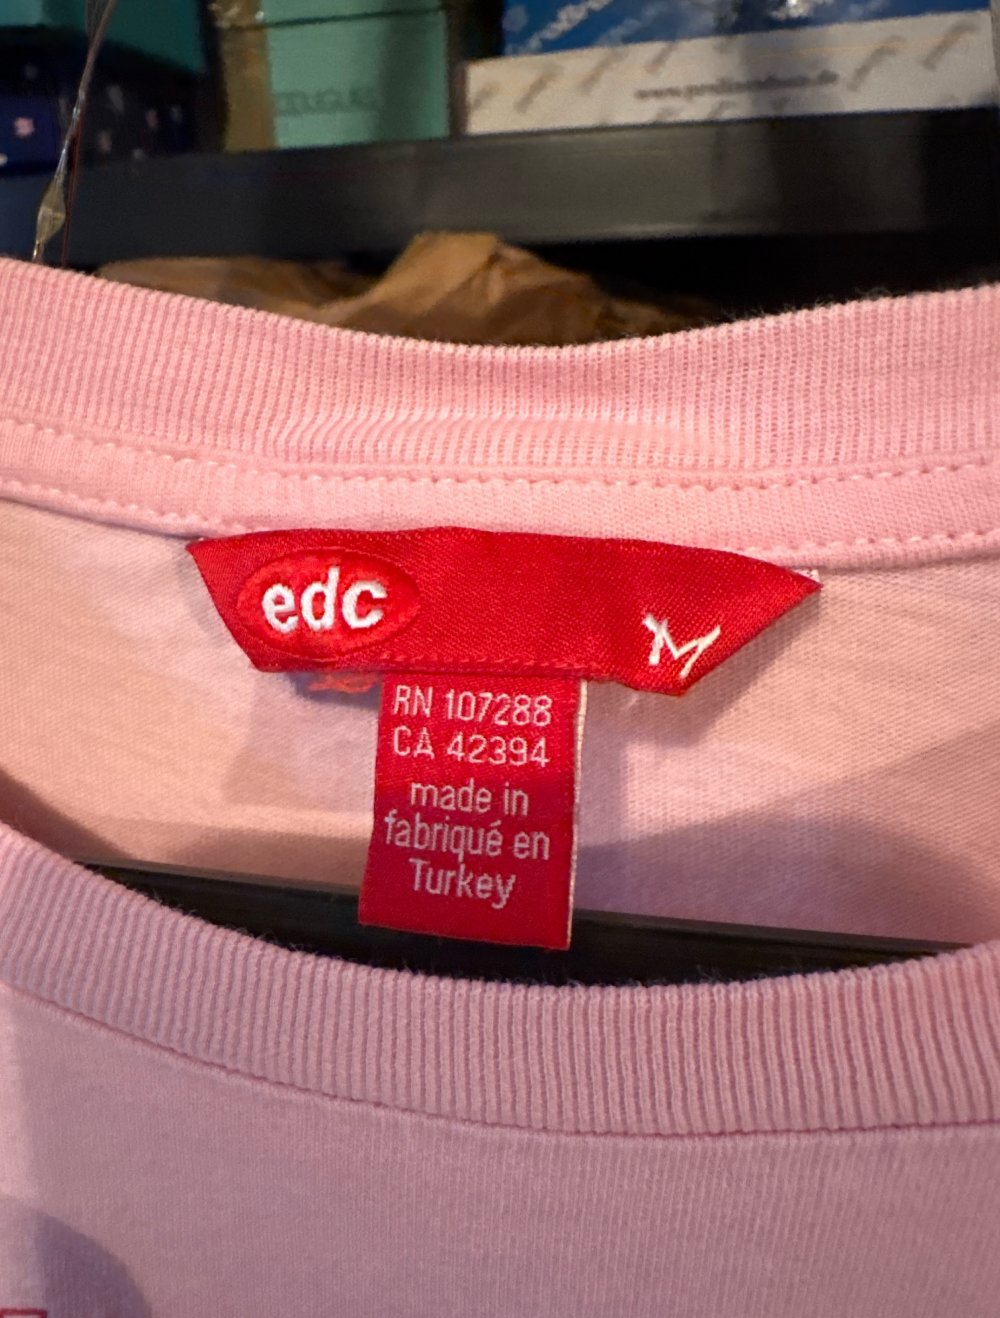 edc
M
RN 107288
CA 42394
made in
fabriqué en
Turkey